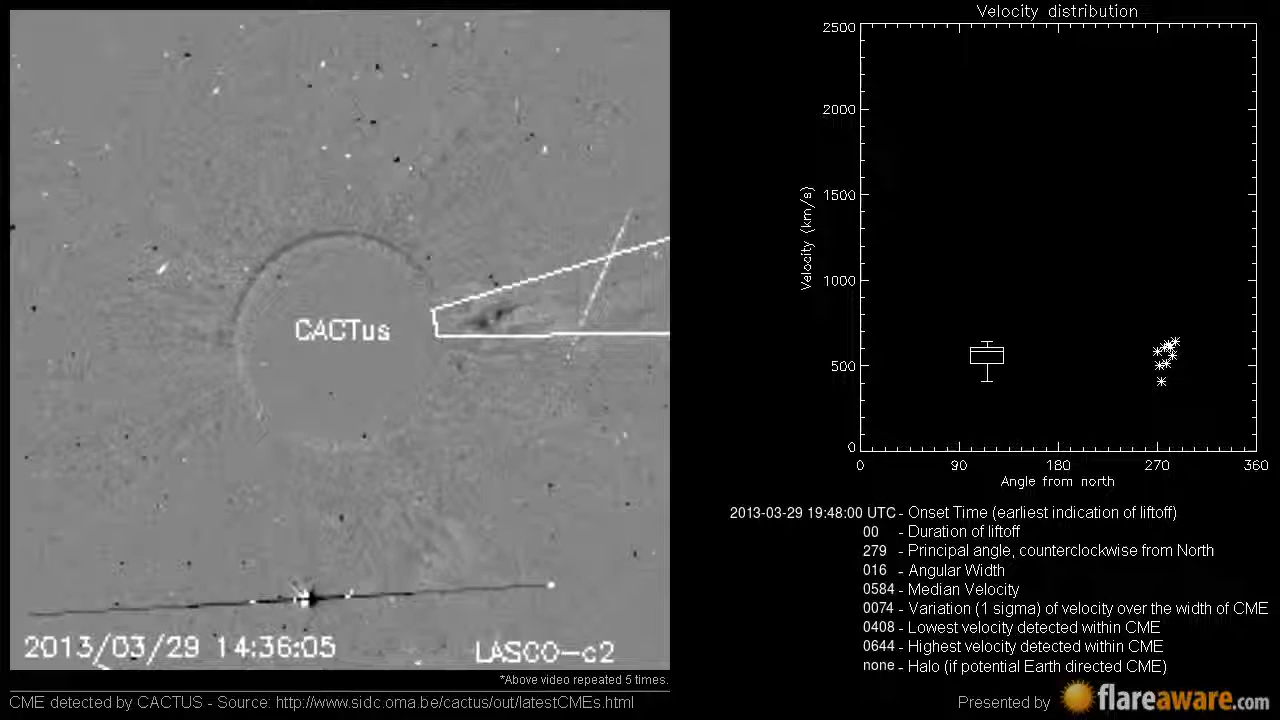 CACTus
2013/03/29 14:36:05
LASCO-c2
*Above video repeated 5 times.
CME detected by CACTUS - Source: http://www.sidc.oma.be/cactus/out/latestCMEs.html
Velocity distribution
2500
2000
1500
1000
500
0
Velocity (km/s)
0 90 180 270 360
Angle from north
2013-03-29 19:48:00 UTC - Onset Time (earliest indication of liftoff)
00 - Duration of liftoff
279 - Principal angle, counterclockwise from North
016 - Angular Width
0584 - Median Velocity
0074 - Variation (1 sigma) of velocity over the width of CME
0408 - Lowest velocity detected within CME
0644 - Highest velocity detected within CME
none - Halo (if potential Earth directed CME)
Presented by flareaware.com